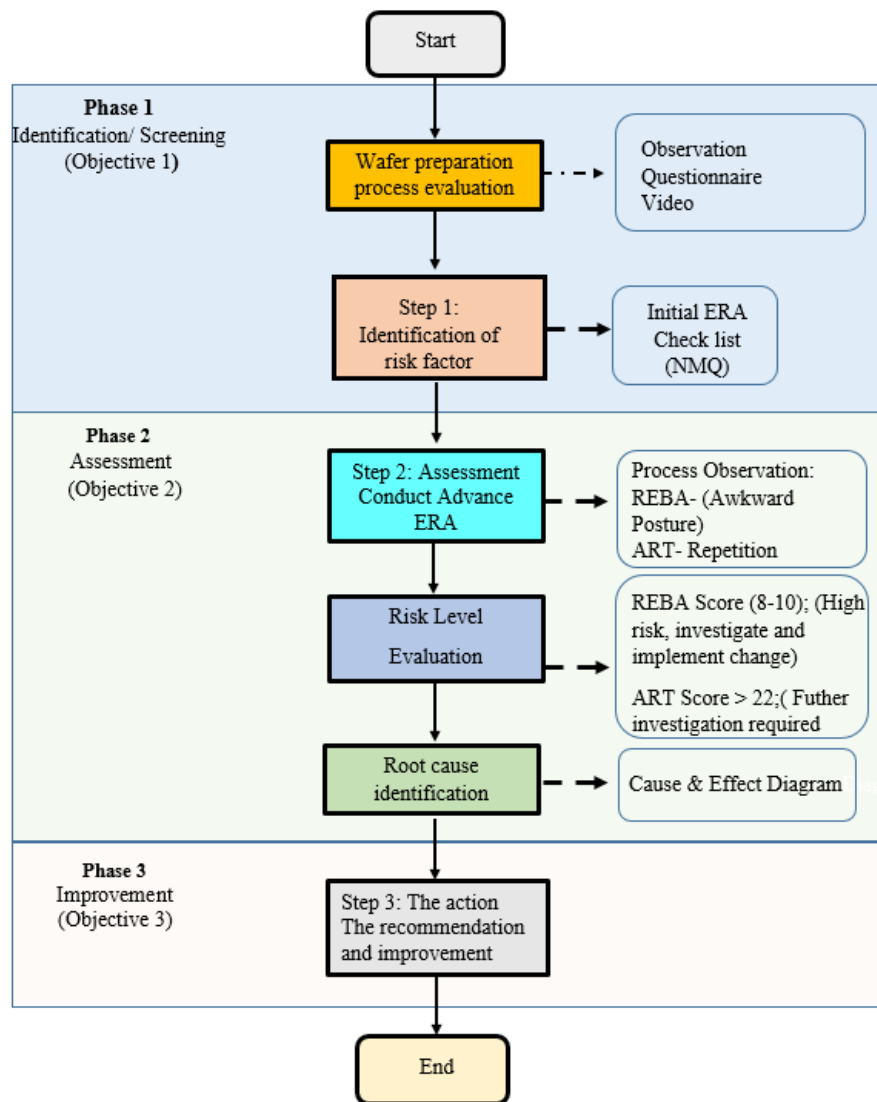 Start
Phase 1
Identification/ Screening
(Objective 1)
Wafer preparation
process evaluation
Observation
Questionnaire
Video
Step 1:
Identification of
risk factor
Initial ERA
Check list
(NMQ)
Phase 2
Assessment
(Objective 2)
Step 2: Assessment
Conduct Advance
ERA
Process Observation:
REBA- (Awkward
Posture)
ART- Repetition
Risk Level
Evaluation
REBA Score (8-10); (High
risk, investigate and
implement change)
ART Score > 22;( Futher
investigation required
Root cause
identification
Cause & Effect Diagram
Phase 3
Improvement
(Objective 3)
Step 3: The action
The recommendation
and improvement
End